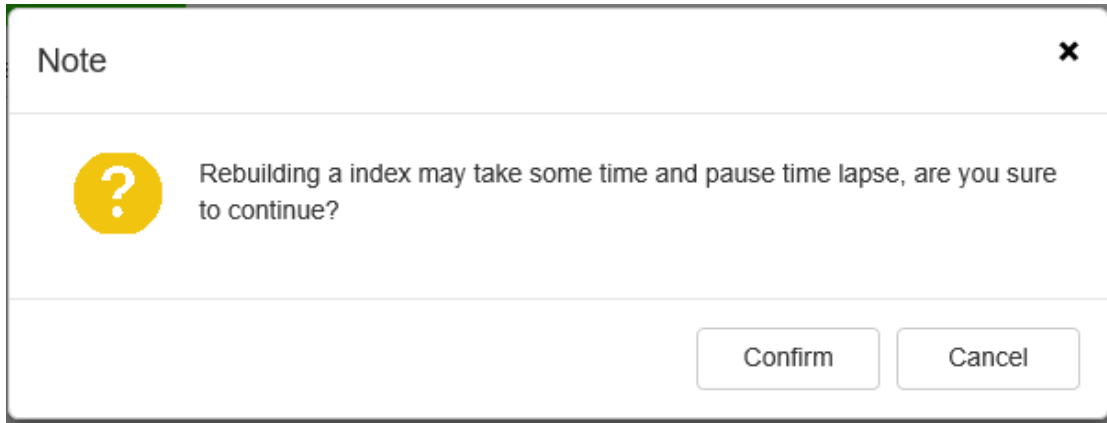 Note
Rebuilding a index may take some time and pause time lapse, are you sure
to continue?
Confirm
Cancel